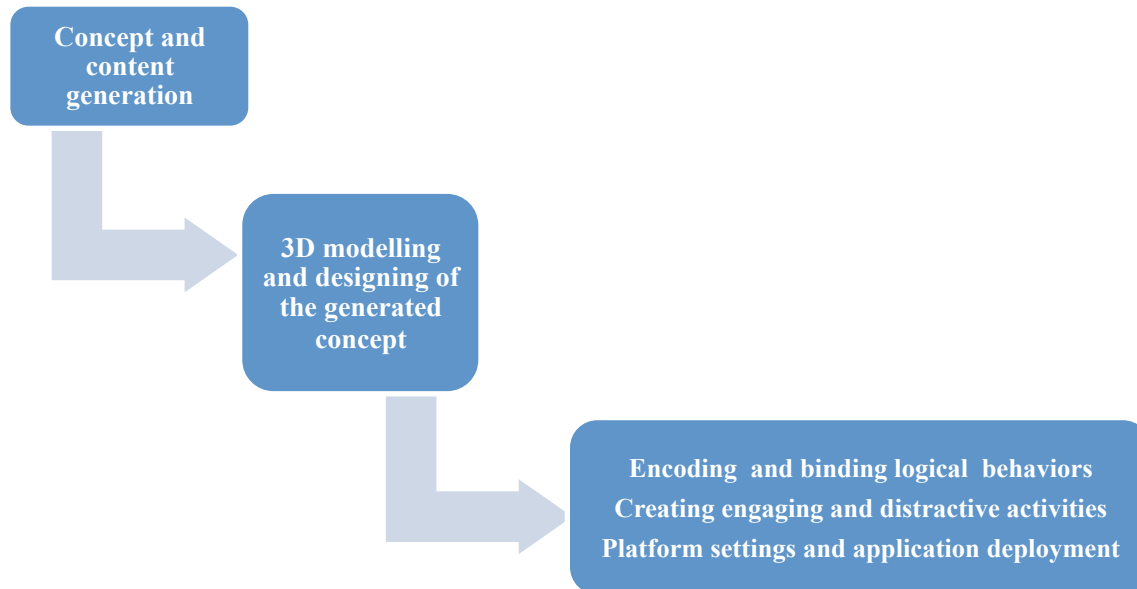 Concept and
content
generation
3D modelling
and designing of
the generated
concept
Encoding  and binding logical  behaviors
Creating engaging and distractive activities
Platform settings and application deployment